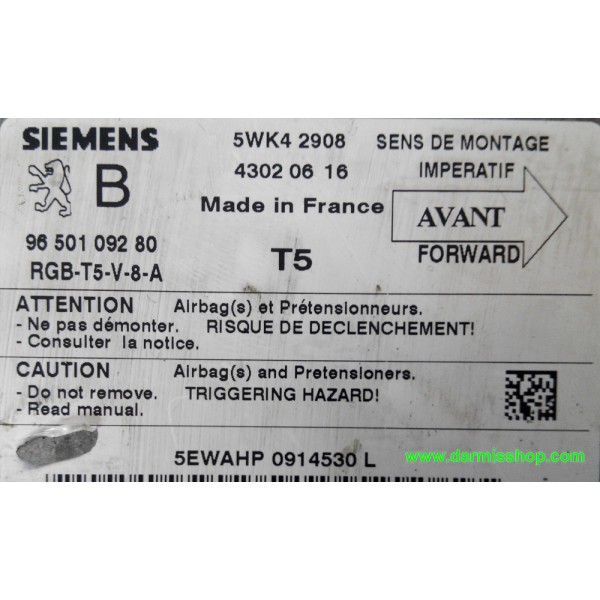 SIEMENS
5WK4 2908
SENS DE MONTAGE
B
4302 06 16
IMPERATIF
Made in France
AVANT
96 501 092 80
T5
FORWARD
RGB-T5-V-8-A
ATTENTION Airbag(s) et Prétensionneurs.
- Ne pas démonter. RISQUE DE DECLENCHEMENT!
- Consulter la notice.
CAUTION Airbag(s) and Pretensioners.
- Do not remove. TRIGGERING HAZARD!
- Read manual.
www.darmisshop.com
5EWAHP 0914530 L